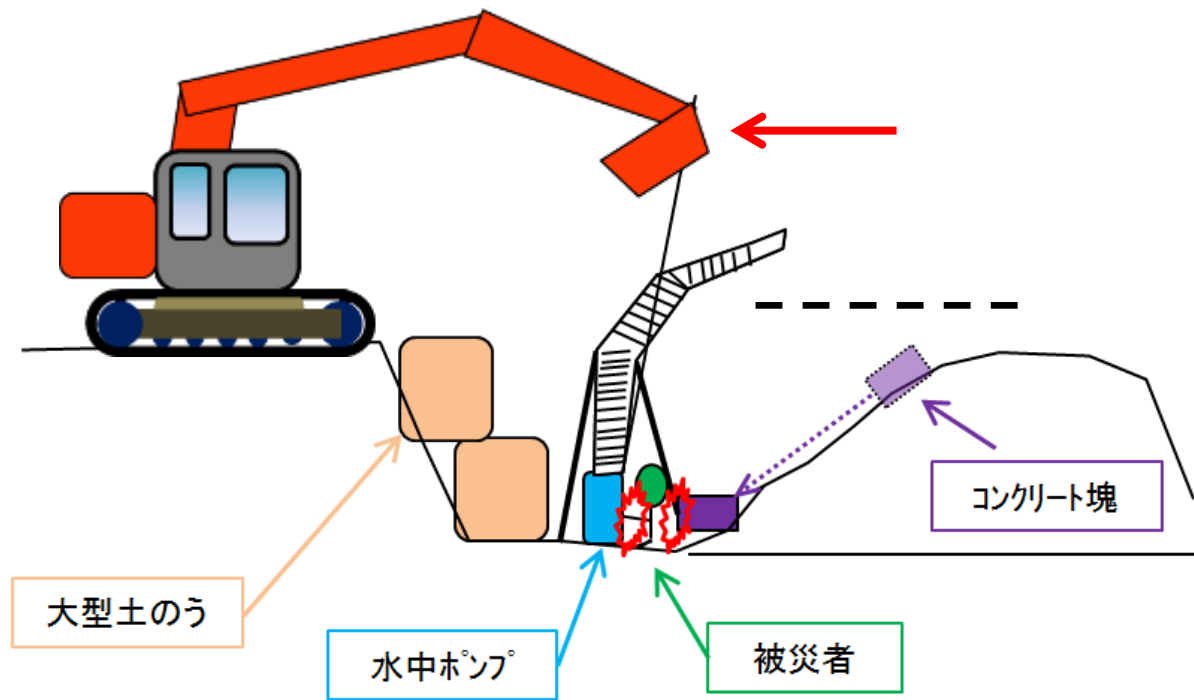 コンクリート塊
大型土のう
水中ﾎﾟﾝﾌﾟ
被災者